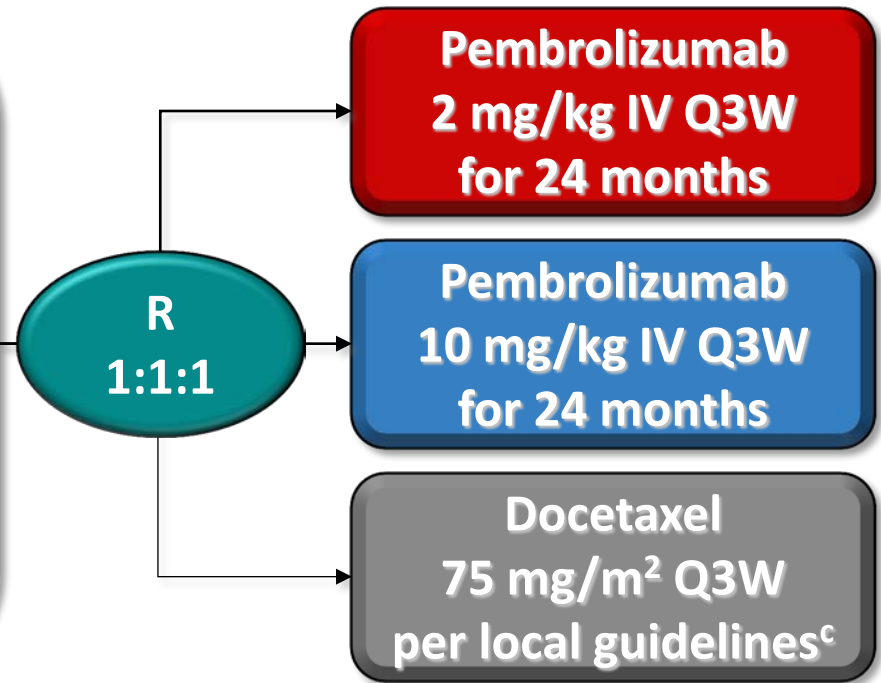 Pembrolizumab
2 mg/kg IV Q3W
for 24 months
R
1:1:1
Pembrolizumab
10 mg/kg IV Q3W
for 24 months
Docetaxel
75 mg/m² Q3W
per local guidelinesᶜ